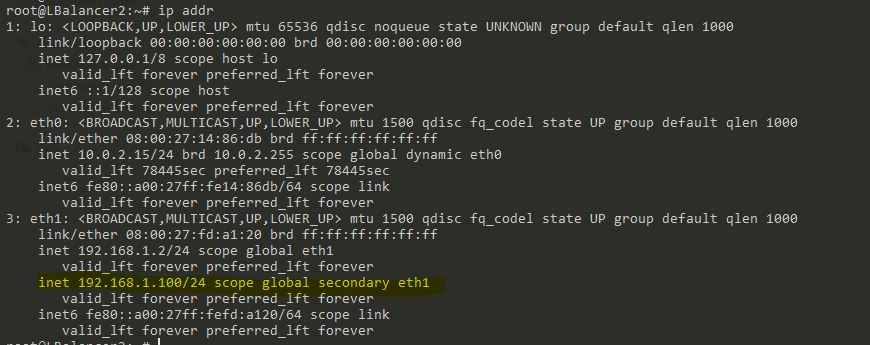 root@LBalancer2:~# ip addr
1: lo: <LOOPBACK,UP,LOWER_UP> mtu 65536 qdisc noqueue state UNKNOWN group default qlen 1000
    link/loopback 00:00:00:00:00:00 brd 00:00:00:00:00:00
    inet 127.0.0.1/8 scope host lo
       valid_lft forever preferred_lft forever
    inet6 ::1/128 scope host
       valid_lft forever preferred_lft forever
2: eth0: <BROADCAST,MULTICAST,UP,LOWER_UP> mtu 1500 qdisc fq_codel state UP group default qlen 1000
    link/ether 08:00:27:14:86:db brd ff:ff:ff:ff:ff:ff
    inet 10.0.2.15/24 brd 10.0.2.255 scope global dynamic eth0
       valid_lft 78445sec preferred_lft 78445sec
    inet6 fe80::a00:27ff:fe14:86db/64 scope link
       valid_lft forever preferred_lft forever
3: eth1: <BROADCAST,MULTICAST,UP,LOWER_UP> mtu 1500 qdisc fq_codel state UP group default qlen 1000
    link/ether 08:00:27:fd:a1:20 brd ff:ff:ff:ff:ff:ff
    inet 192.168.1.2/24 scope global eth1
       valid_lft forever preferred_lft forever
    inet 192.168.1.100/24 scope global secondary eth1
       valid_lft forever preferred_lft forever
    inet6 fe80::a00:27ff:fefd:a120/64 scope link
       valid_lft forever preferred_lft forever
root@LBalancer2:~#